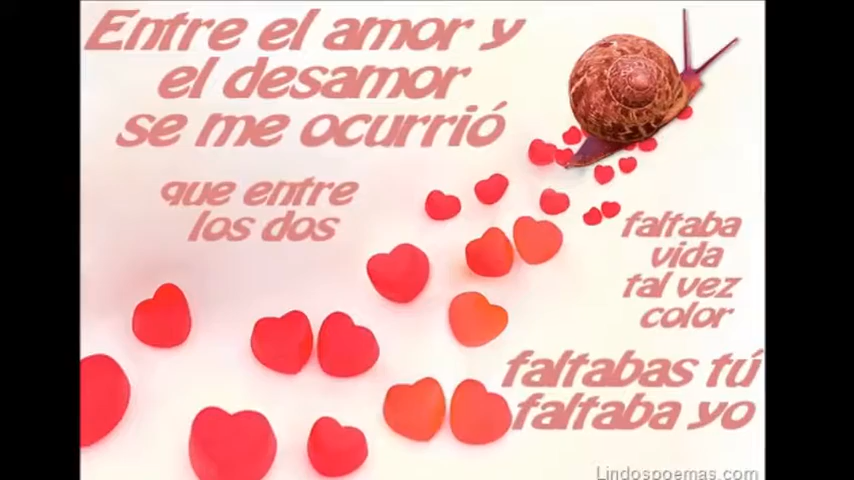 Entre el amor y
el desamor
se me ocurrió
que entre
los dos
faltaba
vida
tal vez
color
faltabas tú
faltaba yo
Lindospoemas.com